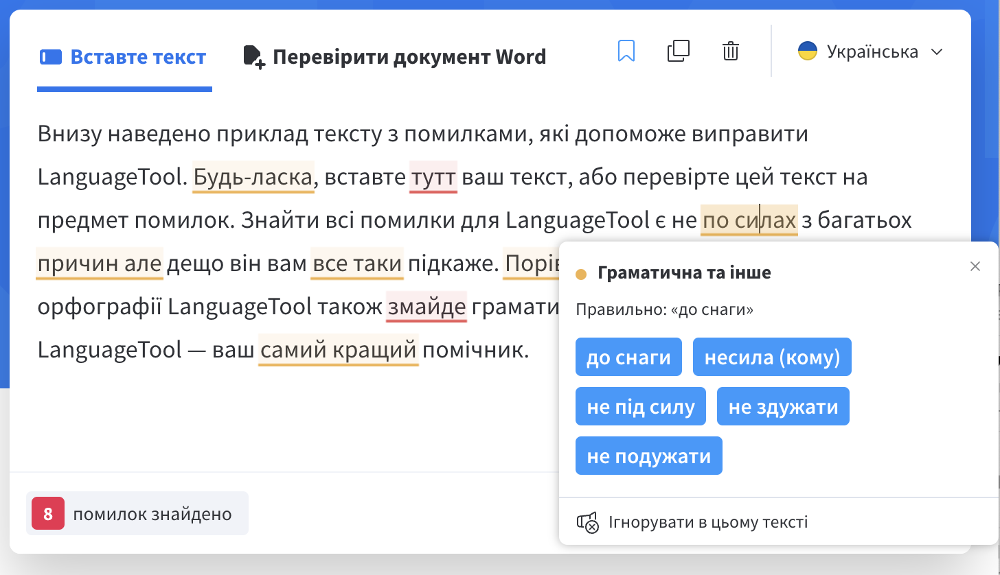 Вставте текст
Перевірити документ Word
Українська
Внизу наведено приклад тексту з помилками, які допоможе виправити
LanguageTool. Будь-ласка, вставте тутт ваш текст, або перевірте цей текст на
предмет помилок. Знайти всі помилки для LanguageTool є не по силах з багатьох
причин але дещо він вам все таки підкаже. Порів
орфографії LanguageTool також змайде грамати
LanguageTool — ваш самий кращий помічник.
Граматична та інше
Правильно: «до снаги»
до снаги
несила (кому)
не під силу
не здужати
не подужати
Ігнорувати в цьому тексті
8 помилок знайдено